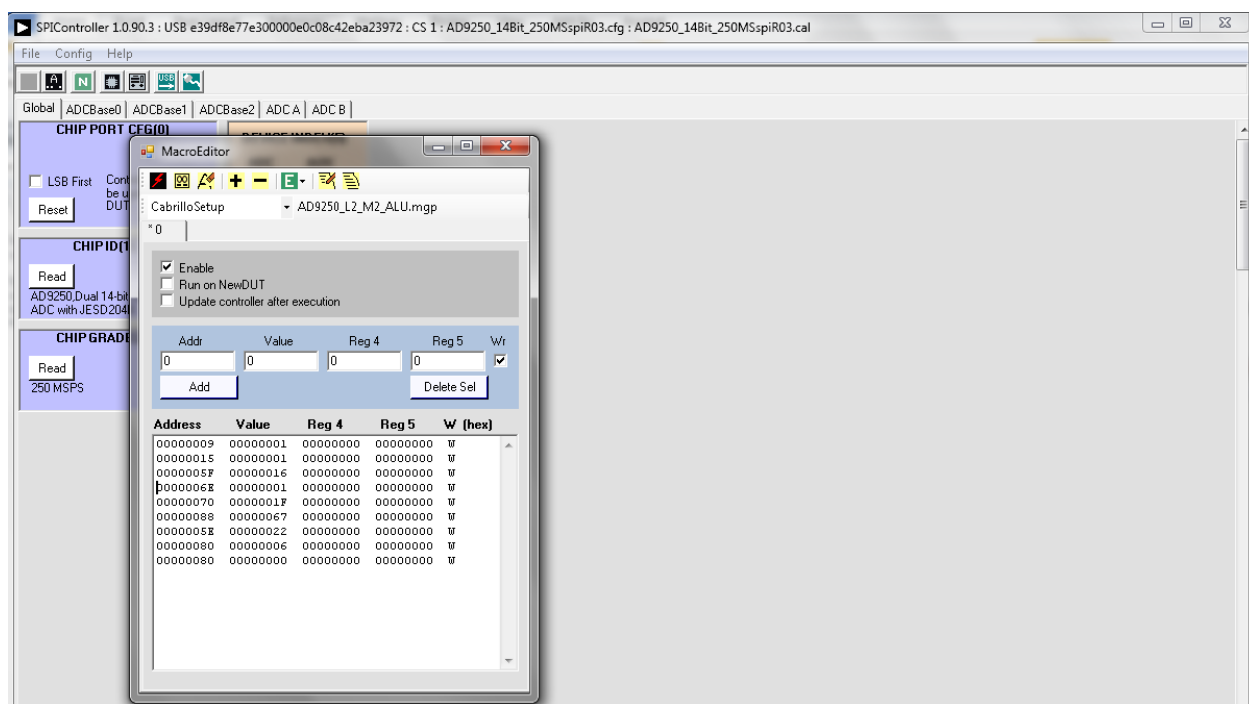 SPIController 1.0.90.3 : USB e39df8e77e300000e0c08c42eba23972 : CS 1 : AD9250_14Bit_250MSspiR03.cfg : AD9250_14Bit_250MSspiR03.cal
File Config Help
Global ADCBase0 ADCBase1 ADCBase2 ADC A ADC B
CHIP PORT CFG(0)
LSB First Cont
be u
Reset DUT
CHIP ID(1
Read
AD9250,Dual 14-bit
ADC with JESD204
CHIP GRADE
Read
250 MSPS
MacroEditor
CabrilloSetup AD9250_L2_M2_ALU.mgp
* 0
Enable
Run on NewDUT
Update controller after execution
Addr Value Reg 4 Reg 5 Wr
0 0 0 0
Add Delete Sel
Address Value Reg 4 Reg 5 W (hex)
00000009 00000001 00000000 00000000 W
00000015 00000001 00000000 00000000 W
0000005F 00000016 00000000 00000000 W
0000006E 00000001 00000000 00000000 W
00000070 0000001F 00000000 00000000 W
00000088 00000067 00000000 00000000 W
0000005E 00000022 00000000 00000000 W
00000080 00000006 00000000 00000000 W
00000080 00000000 00000000 00000000 W